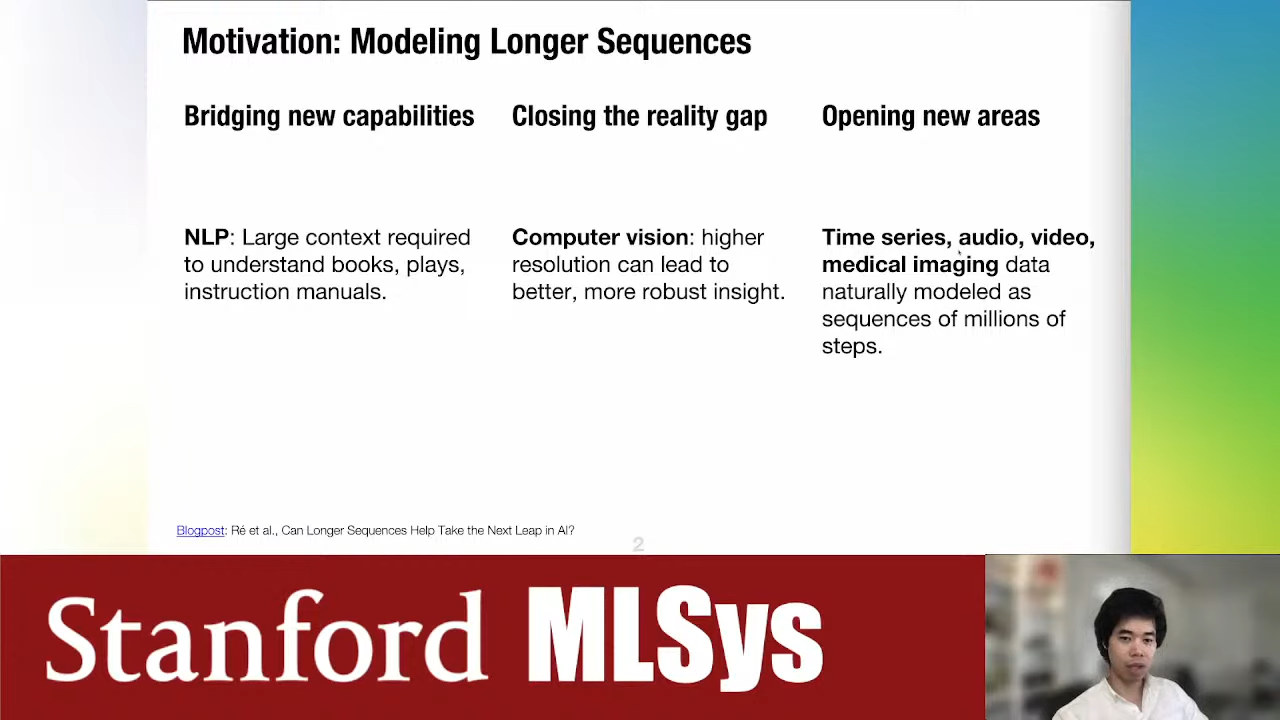 Motivation: Modeling Longer Sequences
Bridging new capabilities
NLP: Large context required
to understand books, plays,
instruction manuals.
Closing the reality gap
Computer vision: higher
resolution can lead to
better, more robust insight.
Opening new areas
Time series, audio, video,
medical imaging data
naturally modeled as
sequences of millions of
steps.
Blogpost: Ré et al., Can Longer Sequences Help Take the Next Leap in AI?
2
Stanford MLSys